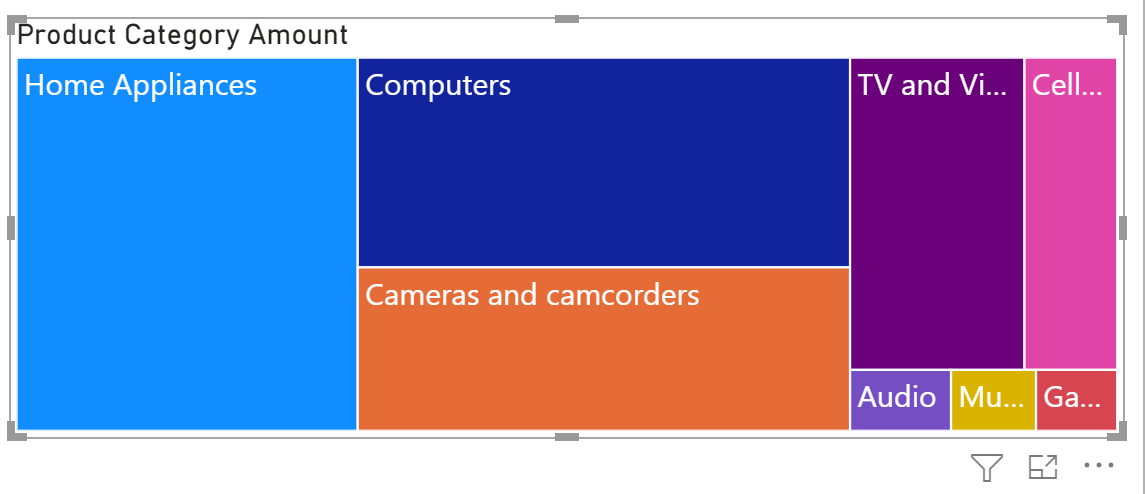 Product Category Amount
Home Appliances
Computers
TV and Vi...
Cell...
Cameras and camcorders
Audio
Mu...
Ga...